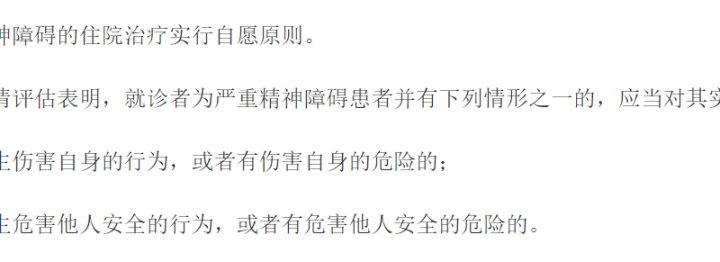 神障碍的住院治疗实行自愿原则。
情评估表明，就诊者为严重精神障碍患者并有下列情形之一的，应当对其实
生伤害自身的行为，或者有伤害自身的危险的；
生危害他人安全的行为，或者有危害他人安全的危险的。